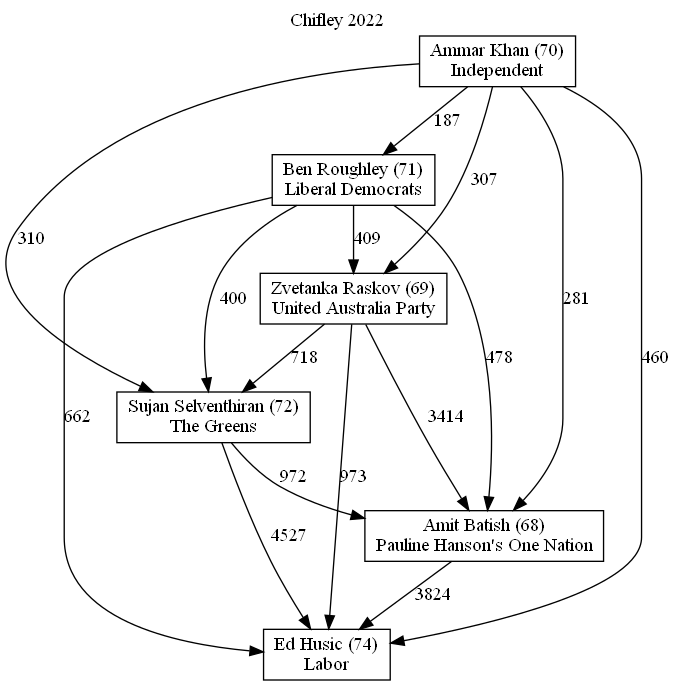 Chifley 2022
Ammar Khan (70)
Independent
187
Ben Roughley (71)
Liberal Democrats
307
310
409
400
281
Zvetanka Raskov (69)
United Australia Party
718
478
460
Sujan Selventhiran (72)
The Greens
662
3414
972
973
Amit Batish (68)
Pauline Hanson's One Nation
4527
3824
Ed Husic (74)
Labor